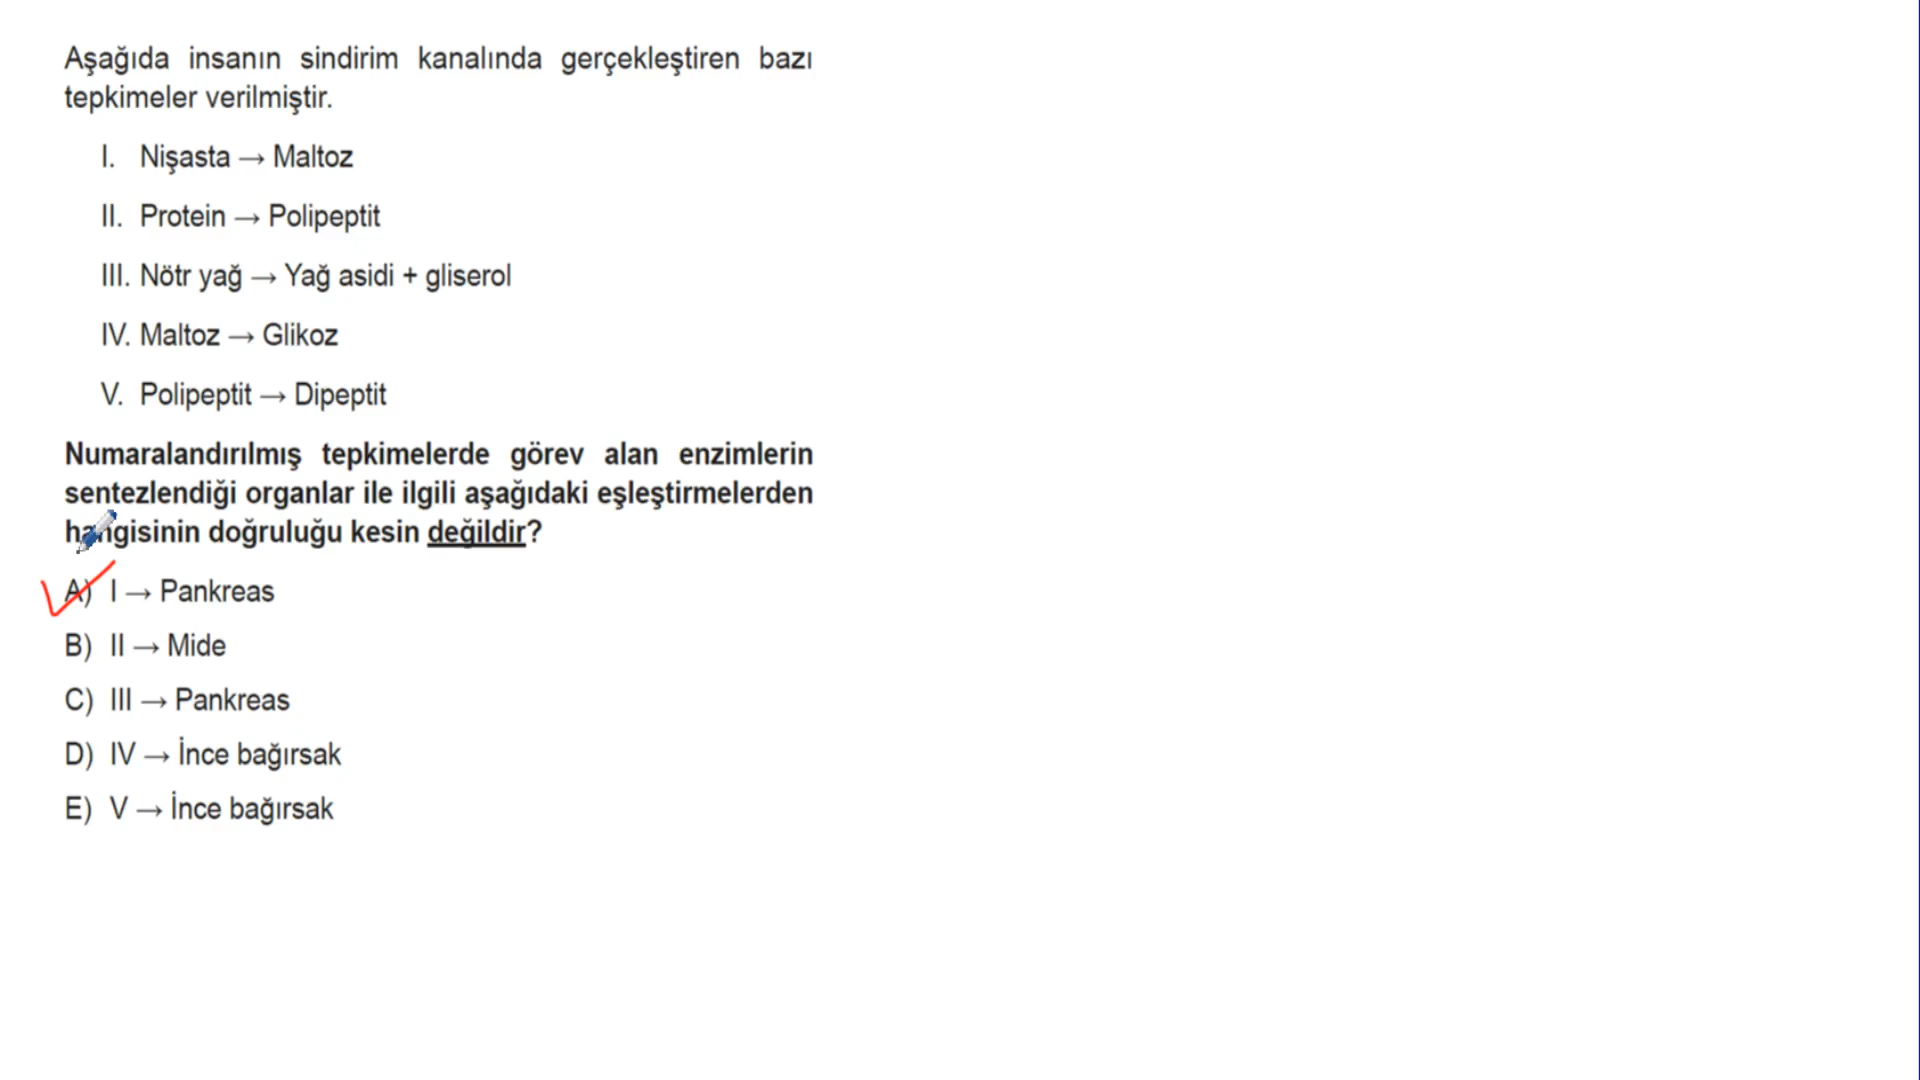 Aşağıda insanın sindirim kanalında gerçekleştiren bazı
tepkimeler verilmiştir.
I. Nişasta → Maltoz
II. Protein → Polipeptit
III. Nötr yağ → Yağ asidi + gliserol
IV. Maltoz → Glikoz
V. Polipeptit → Dipeptit
Numaralandırılmış tepkimelerde görev alan enzimlerin
sentezlendiği organlar ile ilgili aşağıdaki eşleştirmelerden
hangisinin doğruluğu kesin değildir?
A) I → Pankreas
B) II → Mide
C) III → Pankreas
D) IV → İnce bağırsak
E) V → İnce bağırsak